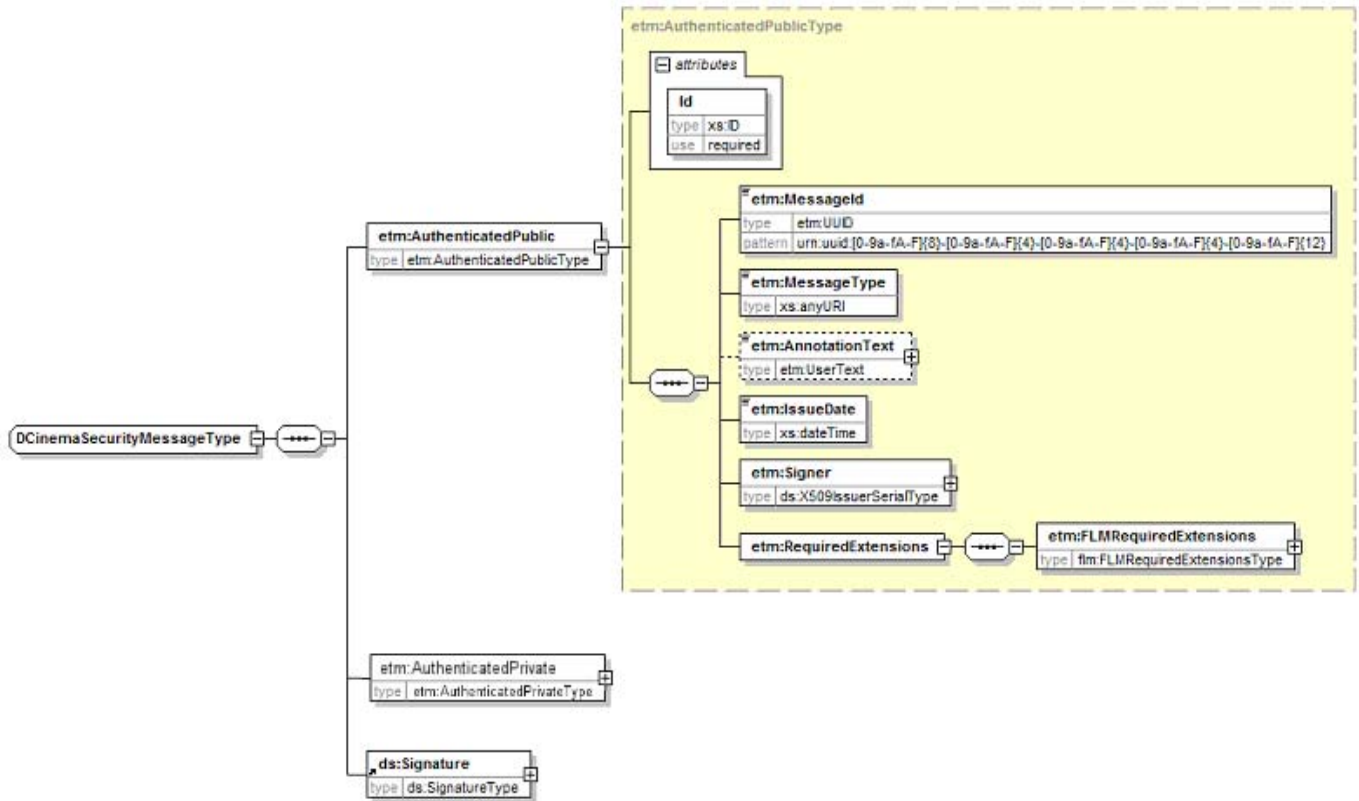 etm:AuthenticatedPublicType
attributes
Id
type xs:ID
use required
etm:MessageId
type etm:UUID
pattern urn:uuid:[0-9a-fA-F]{8}-[0-9a-fA-F]{4}-[0-9a-fA-F]{4}-[0-9a-fA-F]{4}-[0-9a-fA-F]{12}
etm:AuthenticatedPublic
type etm:AuthenticatedPublicType
etm:MessageType
type xs:anyURI
etm:AnnotationText
type etm:UserText
etm:IssueDate
type xs:dateTime
DCinemaSecurityMessageType
etm:Signer
type ds:X509IssuerSerialType
etm:RequiredExtensions
etm:FLMRequiredExtensions
type flm:FLMRequiredExtensionsType
etm:AuthenticatedPrivate
type etm:AuthenticatedPrivateType
ds:Signature
type ds:SignatureType